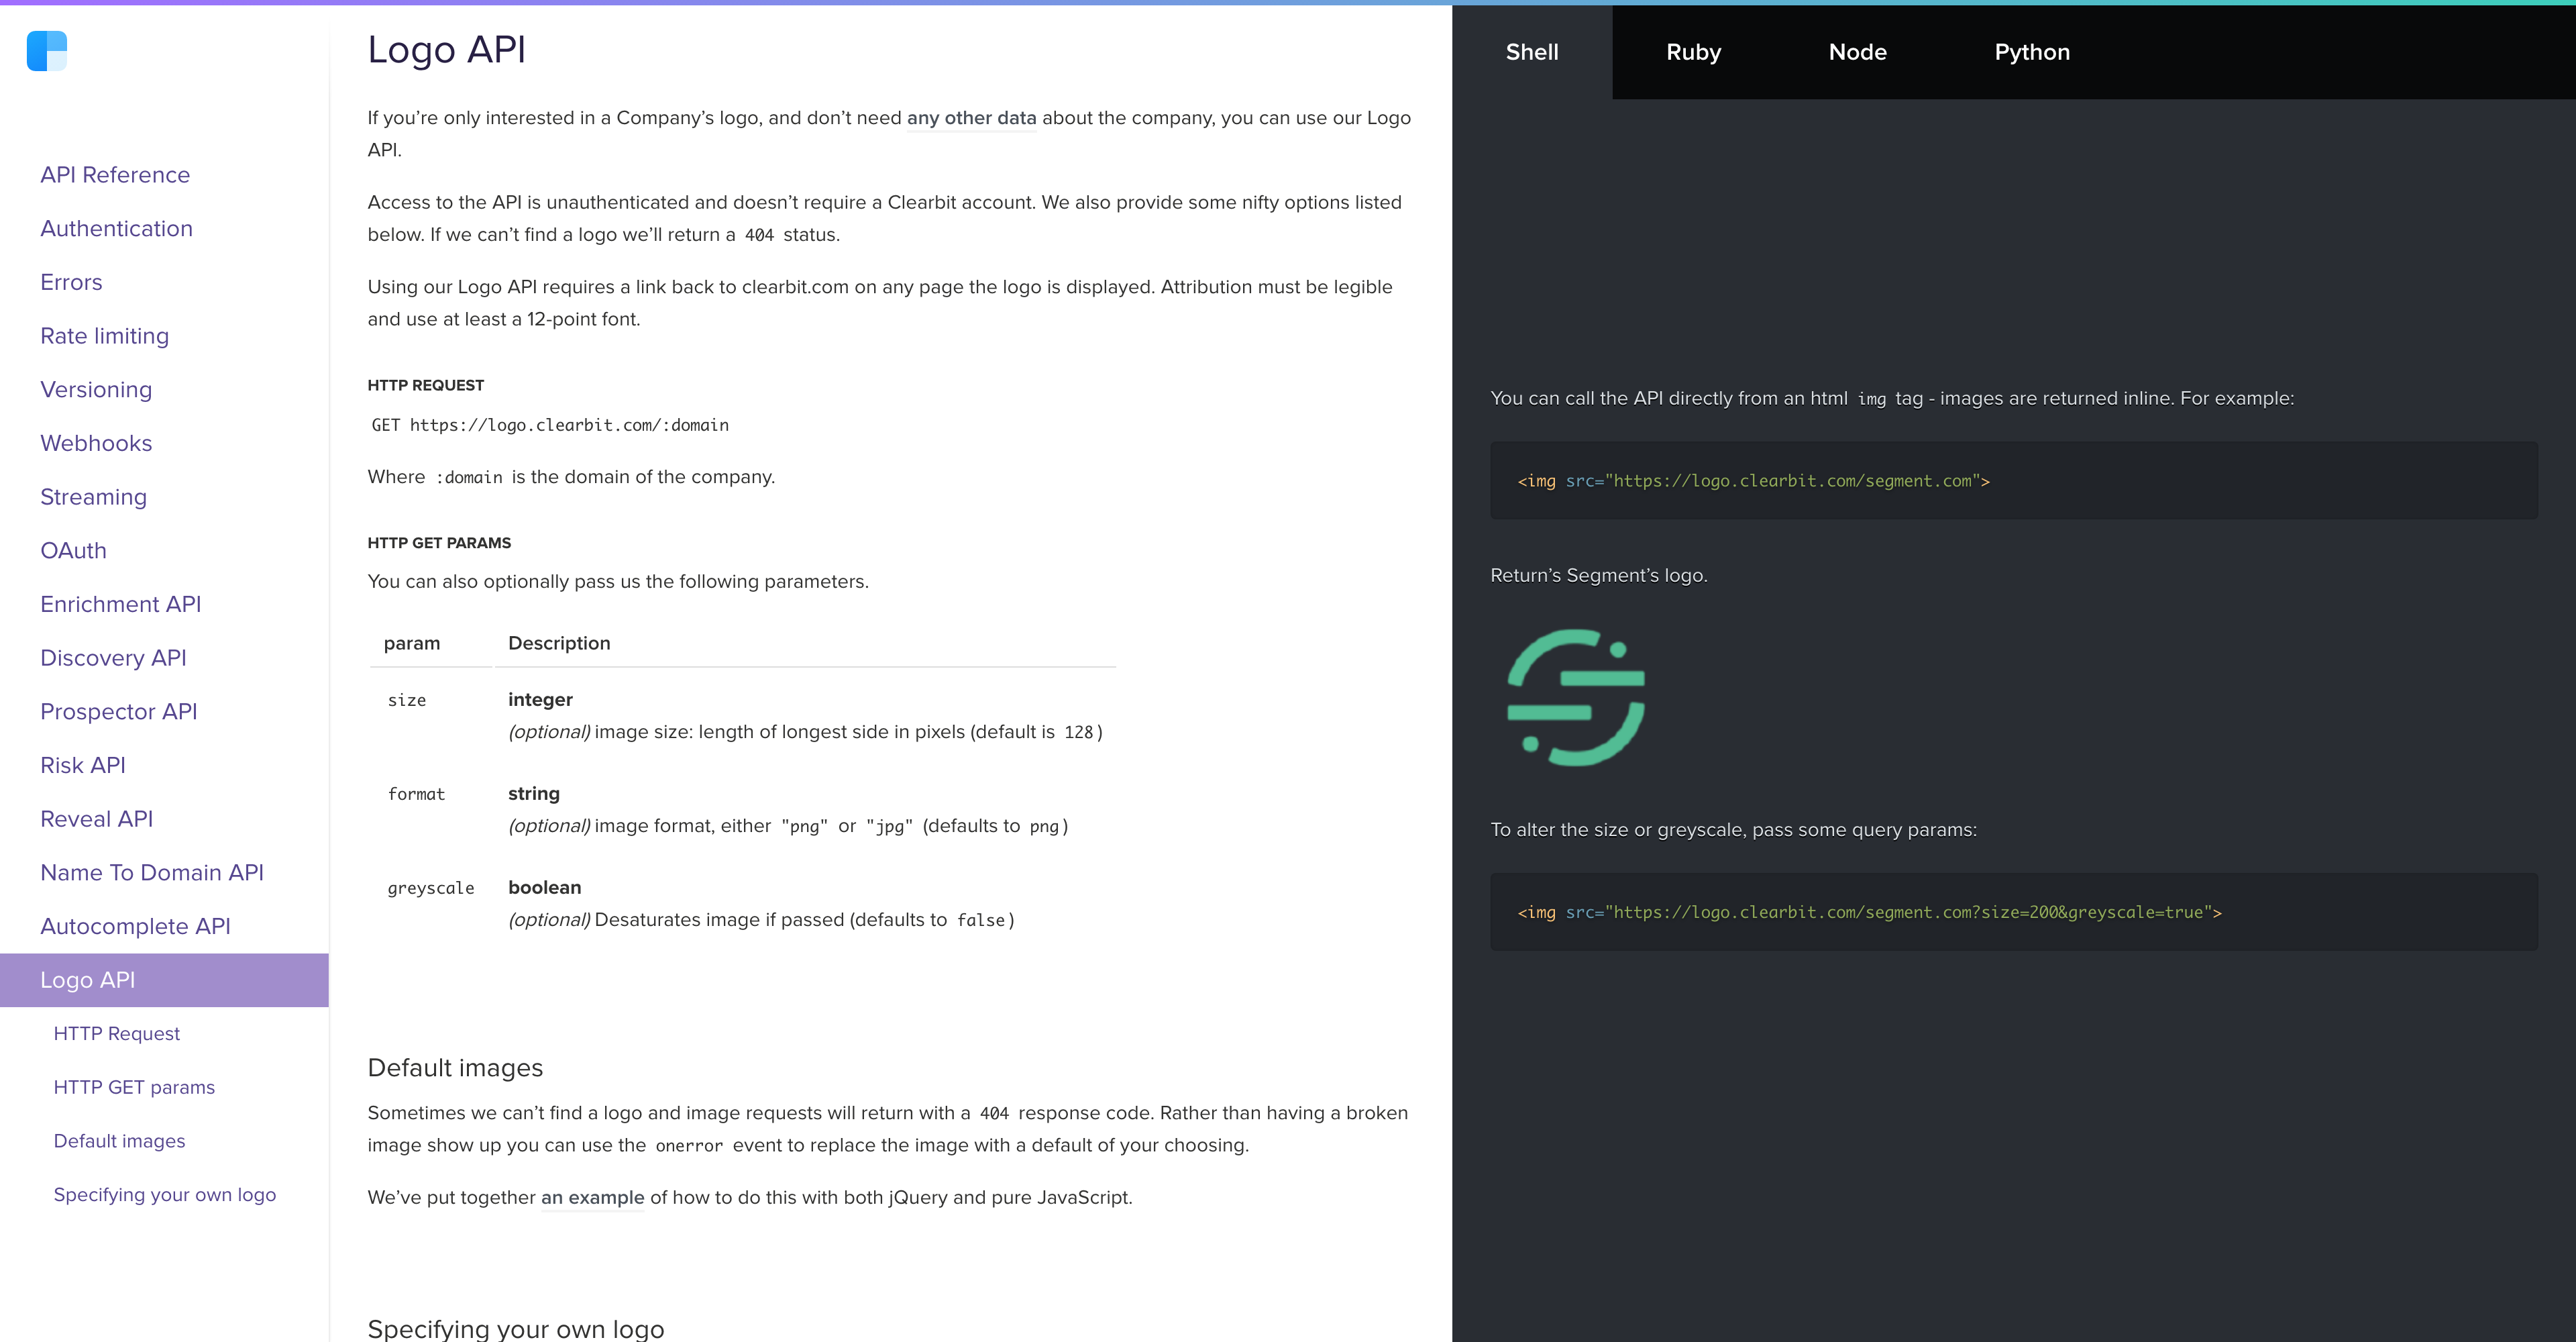 API Reference
Authentication
Errors
Rate limiting
Versioning
Webhooks
Streaming
OAuth
Enrichment API
Discovery API
Prospector API
Risk API
Reveal API
Name To Domain API
Autocomplete API
Logo API
HTTP Request
HTTP GET params
Default images
Specifying your own logo
Logo API
If you’re only interested in a Company’s logo, and don’t need any other data about the company, you can use our Logo
API.
Access to the API is unauthenticated and doesn’t require a Clearbit account. We also provide some nifty options listed
below. If we can’t find a logo we’ll return a 404 status.
Using our Logo API requires a link back to clearbit.com on any page the logo is displayed. Attribution must be legible
and use at least a 12-point font.
HTTP REQUEST
GET https://logo.clearbit.com/:domain
Where :domain is the domain of the company.
HTTP GET PARAMS
You can also optionally pass us the following parameters.
param Description
size integer
(optional) image size: length of longest side in pixels (default is 128)
format string
(optional) image format, either "png" or "jpg" (defaults to png)
greyscale boolean
(optional) Desaturates image if passed (defaults to false)
Default images
Sometimes we can’t find a logo and image requests will return with a 404 response code. Rather than having a broken
image show up you can use the onerror event to replace the image with a default of your choosing.
We’ve put together an example of how to do this with both jQuery and pure JavaScript.
Specifying your own logo
Shell Ruby Node Python
You can call the API directly from an html img tag - images are returned inline. For example:
<img src="https://logo.clearbit.com/segment.com">
Return’s Segment’s logo.
To alter the size or greyscale, pass some query params:
<img src="https://logo.clearbit.com/segment.com?size=200&greyscale=true">